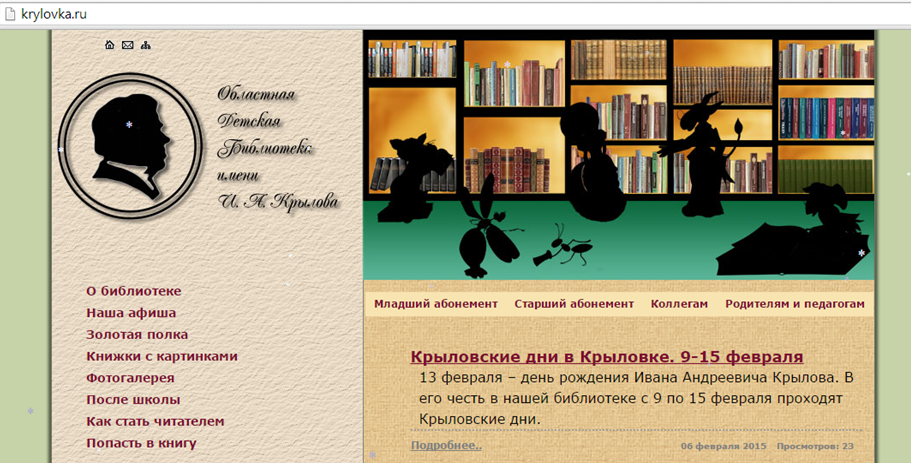 krylovka.ru
Областная
Детская
Библиотека
имени
И. А. Крылова
О библиотеке
Наша афиша
Золотая полка
Книжки с картинками
Фотогалерея
После школы
Как стать читателем
Попасть в книгу
Младший абонемент Старший абонемент Коллегам Родителям и педагогам
Крыловские дни в Крыловке. 9-15 февраля
13 февраля – день рождения Ивана Андреевича Крылова. В
его честь в нашей библиотеке с 9 по 15 февраля проходят
Крыловские дни.
Подробнее.. 06 февраля 2015 Просмотров: 23